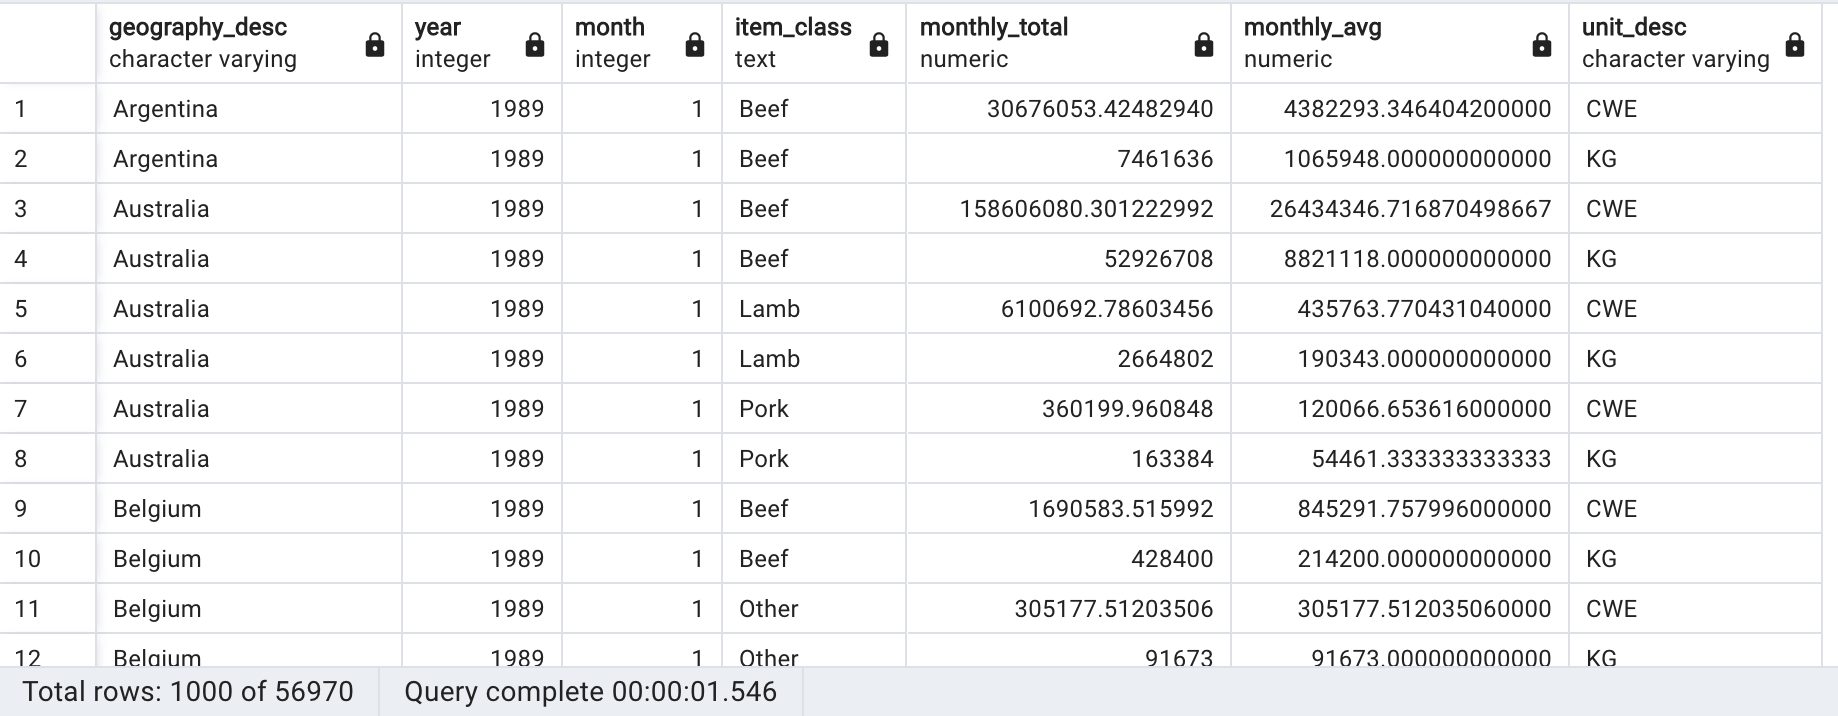 geography_desc year month item_class monthly_total monthly_avg unit_desc
character varying integer integer text numeric numeric character varying
1 Argentina 1989 1 Beef 30676053.42482940 4382293.346404200000 CWE
2 Argentina 1989 1 Beef 7461636 1065948.000000000000 KG
3 Australia 1989 1 Beef 158606080.301222992 26434346.716870498667 CWE
4 Australia 1989 1 Beef 52926708 8821118.000000000000 KG
5 Australia 1989 1 Lamb 6100692.78603456 435763.770431040000 CWE
6 Australia 1989 1 Lamb 2664802 190343.000000000000 KG
7 Australia 1989 1 Pork 360199.960848 120066.653616000000 CWE
8 Australia 1989 1 Pork 163384 54461.333333333333 KG
9 Belgium 1989 1 Beef 1690583.515992 845291.757996000000 CWE
10 Belgium 1989 1 Beef 428400 214200.000000000000 KG
11 Belgium 1989 1 Other 305177.51203506 305177.512035060000 CWE
12 Belgium 1989 1 Other 91673 91673.000000000000 KG
Total rows: 1000 of 56970 Query complete 00:00:01.546